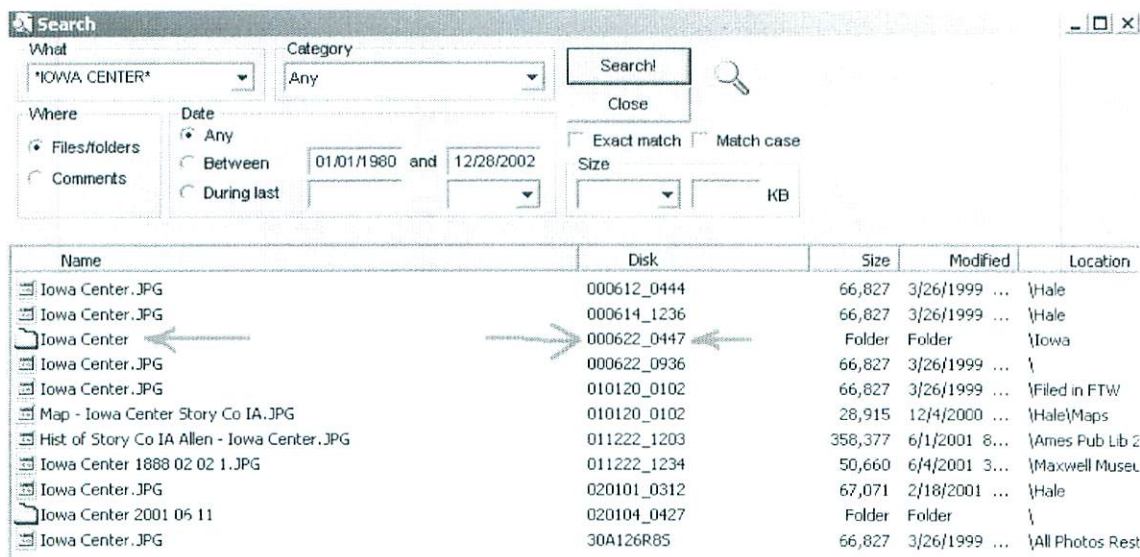 Search
What
Category
*IOWA CENTER*
Any
Search!
Close
Where
Date
Files/folders
Comments
Any
Between 01/01/1980 and 12/28/2002
During last
Exact match Match case
Size
KB
Name Disk Size Modified Location
Iowa Center.JPG 000612_0444 66,827 3/26/1999 ... \Hale
Iowa Center.JPG 000614_1236 66,827 3/26/1999 ... \Hale
Iowa Center 000622_0447 Folder Folder \Iowa
Iowa Center.JPG 000622_0936 66,827 3/26/1999 ... \
Iowa Center.JPG 010120_0102 66,827 3/26/1999 ... \Filed in FTW
Map - Iowa Center Story Co IA.JPG 010120_0102 28,915 12/4/2000 ... \Hale\Maps
Hist of Story Co IA Allen - Iowa Center.JPG 011222_1203 358,377 6/1/2001 8... \Ames Pub Lib 2
Iowa Center 1888 02 02 1.JPG 011222_1234 50,660 6/4/2001 3... \Maxwell Museu
Iowa Center.JPG 020101_0312 67,071 2/18/2001 ... \Hale
Iowa Center 2001 06 11 020104_0427 Folder Folder \
Iowa Center.JPG 30A126R8S 66,827 3/26/1999 ... \All Photos Rest